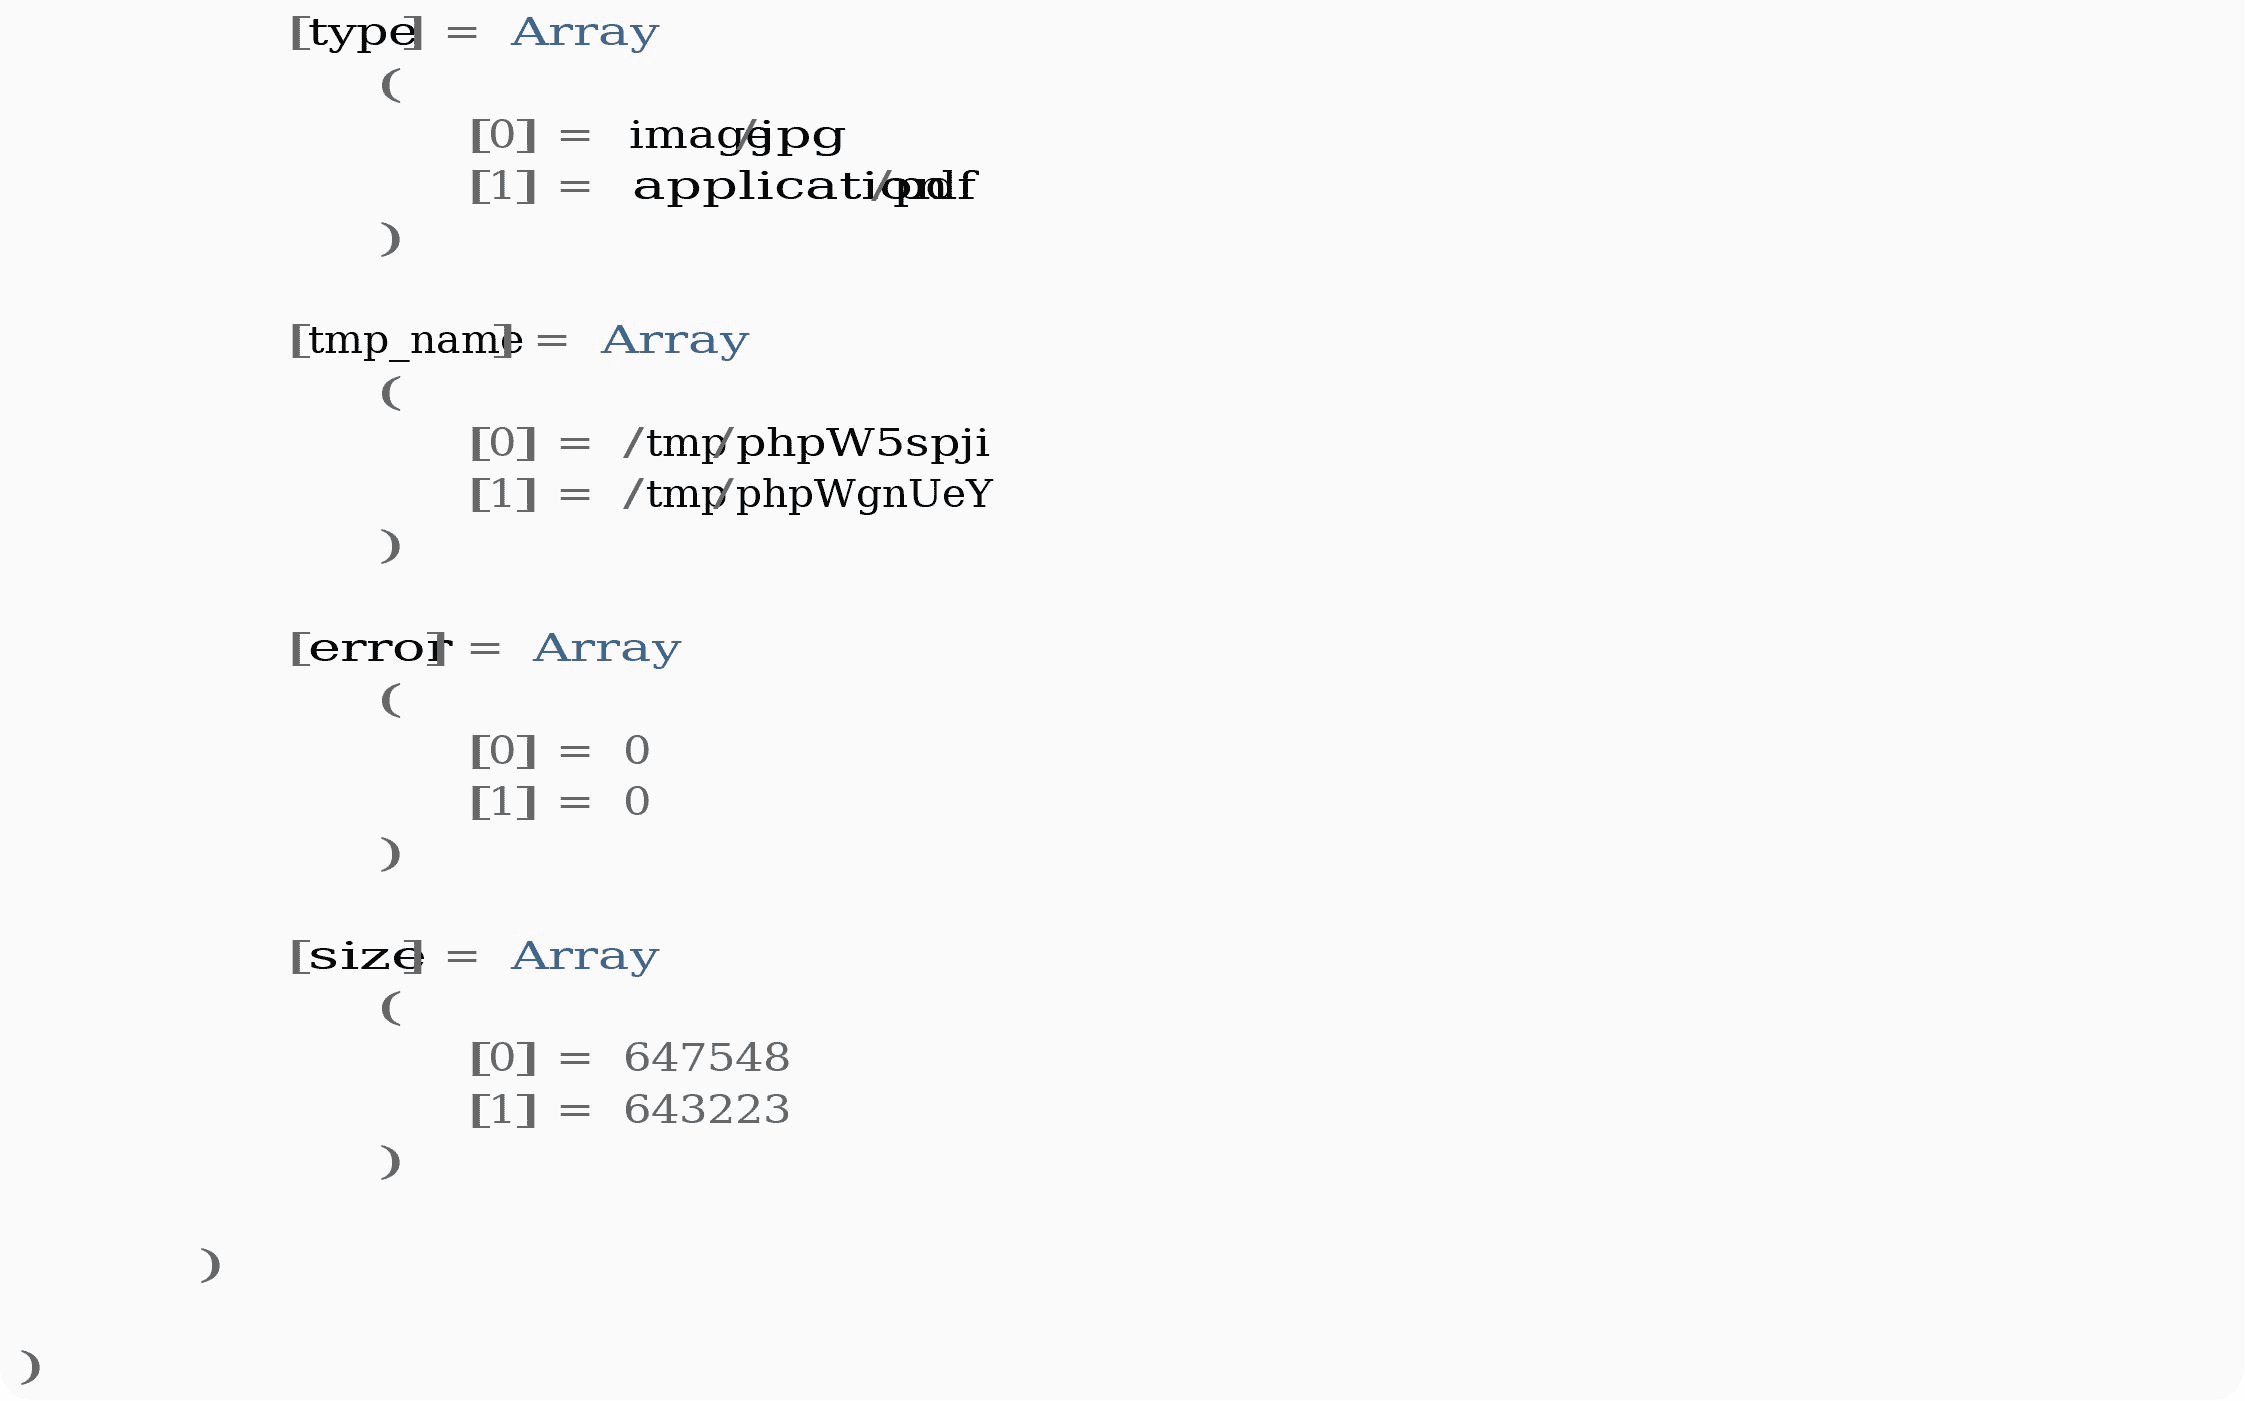 [type] = Array
(
[0] = image/jpg
[1] = application/pdf
)
[tmp_name] = Array
(
[0] = /tmp/phpW5spji
[1] = /tmp/phpWgnUeY
)
[error] = Array
(
[0] = 0
[1] = 0
)
[size] = Array
(
[0] = 647548
[1] = 643223
)
)
)